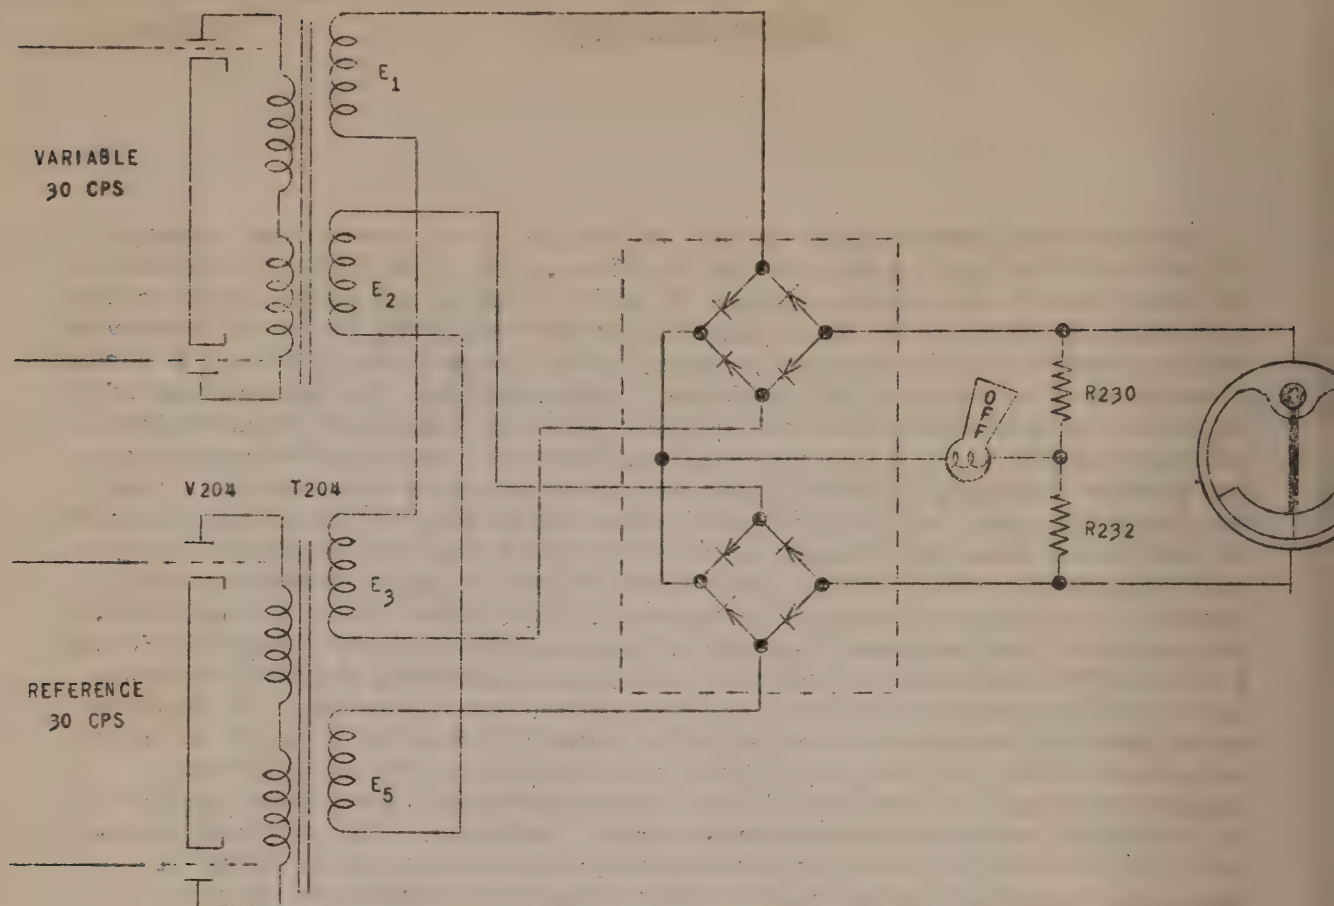 E1
VARIABLE
30 CPS
E2
OFF
R230
V204 T204
R232
E3
REFERENCE
30 CPS
E5